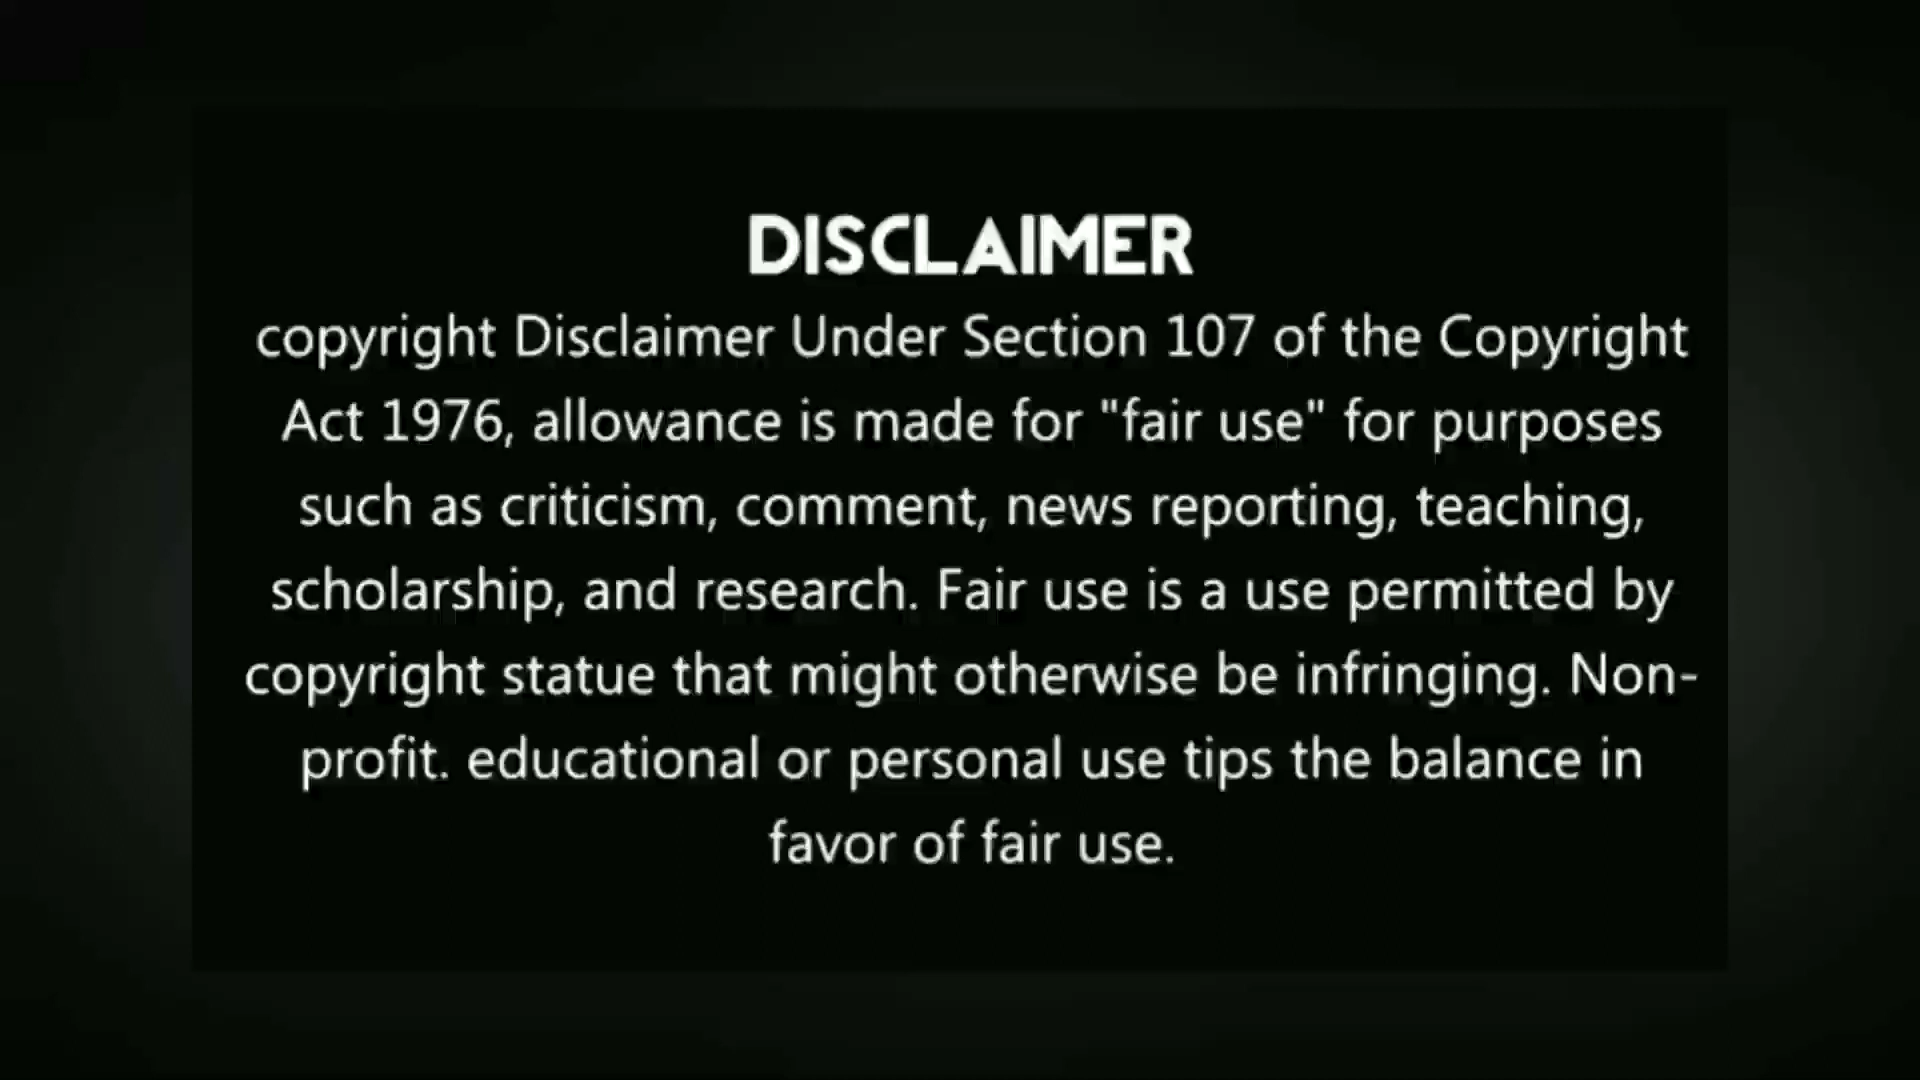 DISCLAIMER
copyright Disclaimer Under Section 107 of the Copyright
Act 1976, allowance is made for "fair use" for purposes
such as criticism, comment, news reporting, teaching,
scholarship, and research. Fair use is a use permitted by
copyright statue that might otherwise be infringing. Non-
profit. educational or personal use tips the balance in
favor of fair use.